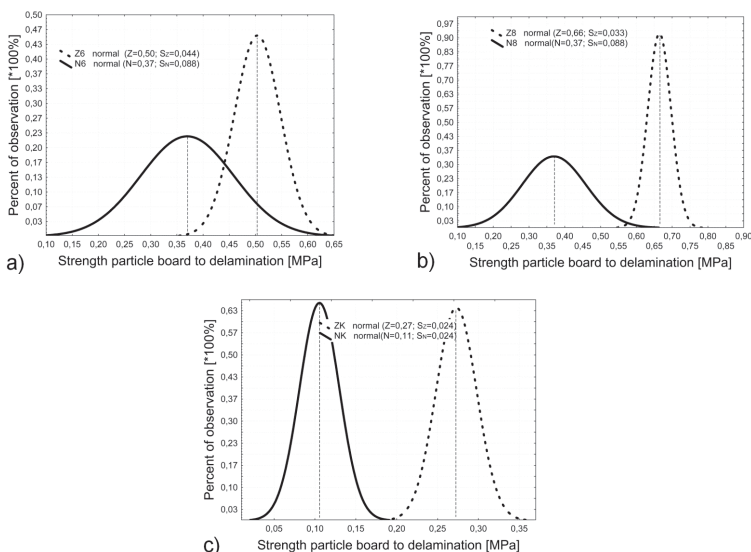 0,50
0,47
0,43
0,40
0,37
0,33
0,30
0,27
0,23
0,20
0,17
0,13
0,10
0,07
0,03
Percent of observation [*100%]
Z6 normal (Z=0,50; Sz=0,044)
N6 normal (N=0,37; SN=0,088)
0,10 0,15 0,20 0,25 0,30 0,35 0,40 0,45 0,50 0,55 0,60 0,65
Strength particle board to delamination [MPa]
a)
0,97
0,90
0,83
0,77
0,70
0,63
0,57
0,50
0,43
0,37
0,30
0,23
0,17
0,10
0,03
Percent of observation [*100%]
Z8 normal (Z=0,66; Sz=0,033)
N8 normal(N=0,37; SN=0,088)
0,10 0,20 0,30 0,40 0,50 0,60 0,70 0,80 0,90
0,15 0,25 0,35 0,45 0,55 0,65 0,75 0,85
Strength particle board to delamination [MPa]
b)
0,63
0,57
0,50
0,43
0,37
0,30
0,23
0,17
0,10
0,03
Percent of observation [*100%]
ZK normal (Z=0,27; Sz=0,024)
NK normal(N=0,11; SN=0,024)
0,05 0,10 0,15 0,20 0,25 0,30 0,35
Strength particle board to delamination [MPa]
c)